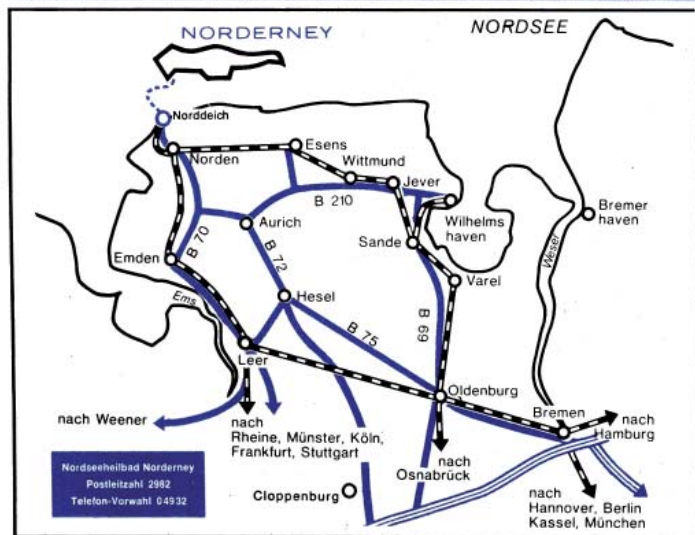 NORDERNEY
NORDSEE
Norddeich
Norden
Esens
Wittmund
Jever
B 210
Wilhelms
haven
Bremer
haven
Aurich
Sande
Weser
B 70
B 72
Emden
Varel
Ems
Hesel
B 75
B 69
Leer
Oldenburg
Bremen
nach Weener
nach
Rheine, Münster, Köln,
Frankfurt, Stuttgart
nach
Osnabrück
nach
Hamburg
Nordseeheilbad Norderney
Postleitzahl 2982
Telefon-Vorwahl 04932
Cloppenburg
nach
Hannover, Berlin
Kassel, München